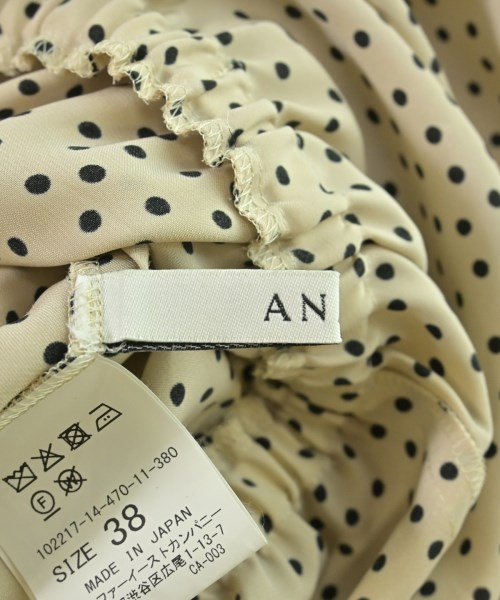 AN
102217-14-470-11-380
SIZE 38
MADE IN JAPAN
ファーイーストカンパニー
渋谷区広尾1-13-7
CA-003